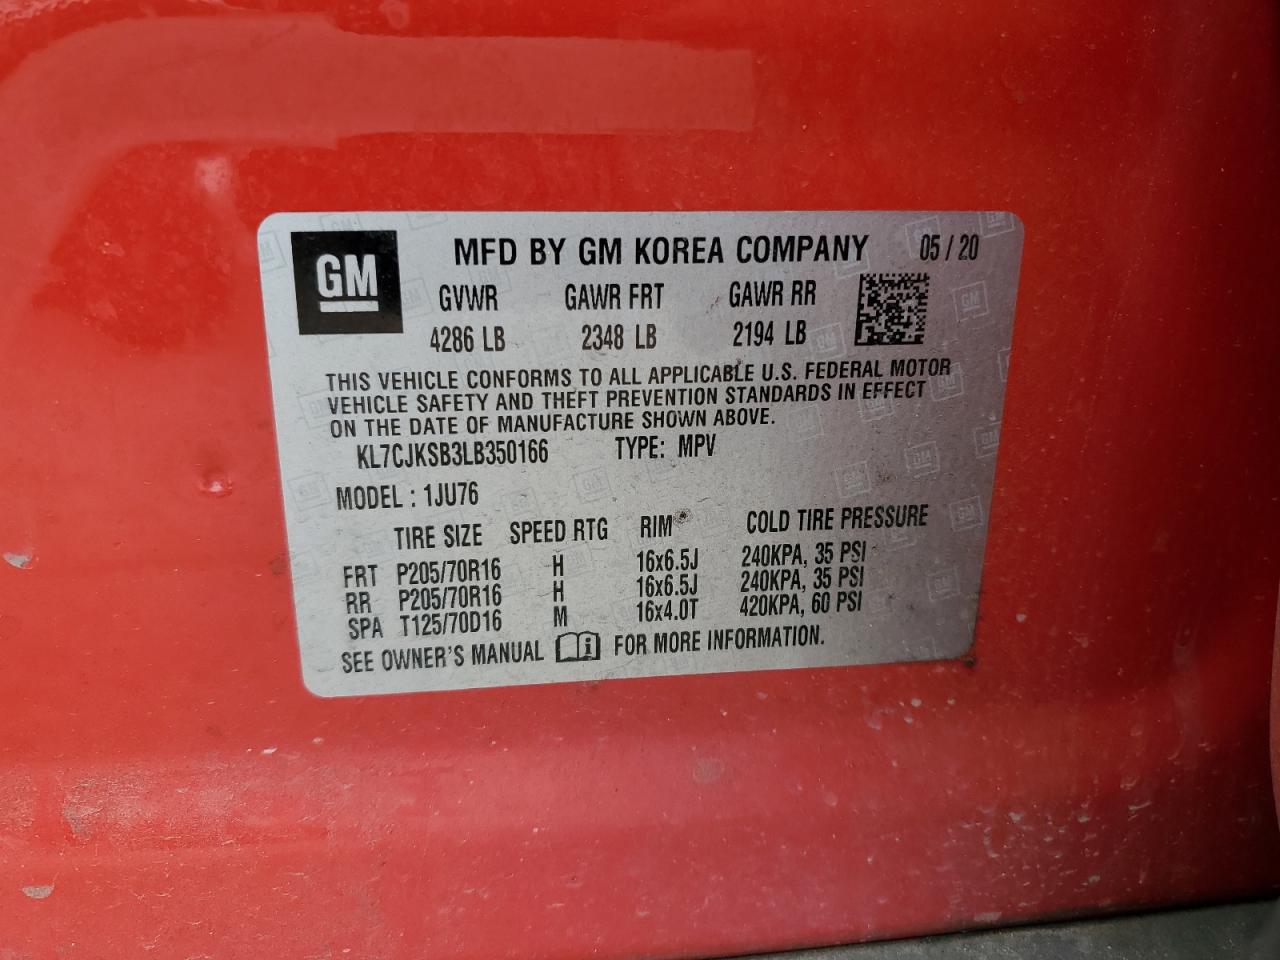 GM
MFD BY GM KOREA COMPANY 05 / 20
GVWR GAWR FRT GAWR RR
4286 LB 2348 LB 2194 LB
THIS VEHICLE CONFORMS TO ALL APPLICABLE U.S. FEDERAL MOTOR
VEHICLE SAFETY AND THEFT PREVENTION STANDARDS IN EFFECT
ON THE DATE OF MANUFACTURE SHOWN ABOVE.
KL7CJKSB3LB350166 TYPE: MPV
MODEL : 1JU76
TIRE SIZE SPEED RTG RIM COLD TIRE PRESSURE
FRT P205/70R16 H 16x6.5J 240KPA, 35 PSI
RR P205/70R16 H 16x6.5J 240KPA, 35 PSI
SPA T125/70D16 M 16x4.0T 420KPA, 60 PSI
SEE OWNER'S MANUAL i FOR MORE INFORMATION.